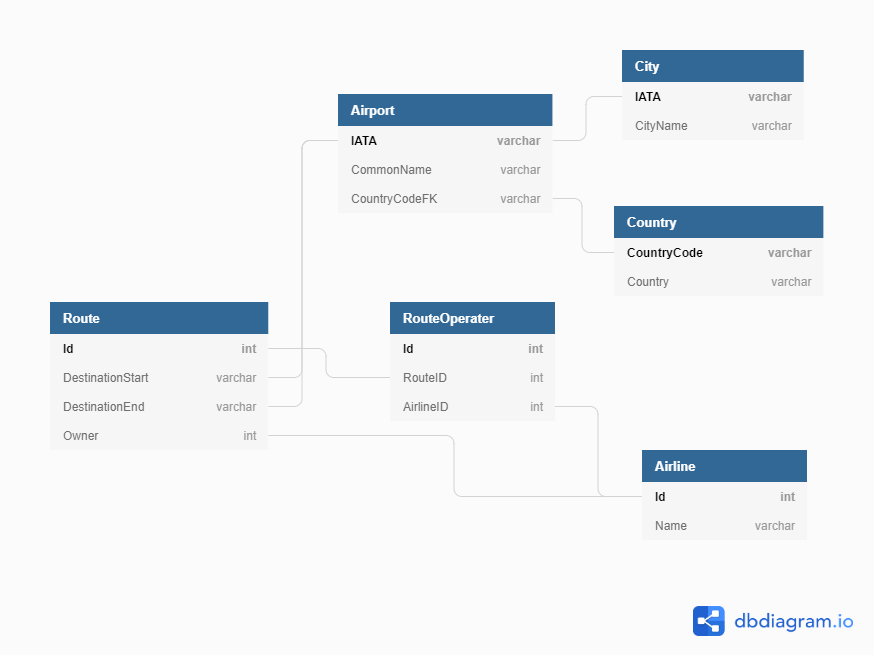 City
IATA varchar
CityName varchar
Airport
IATA varchar
CommonName varchar
CountryCodeFK varchar
Country
CountryCode varchar
Country varchar
Route
Id int
DestinationStart varchar
DestinationEnd varchar
Owner int
RouteOperater
Id int
RouteID int
AirlineID int
Airline
Id int
Name varchar
dbdiagram.io